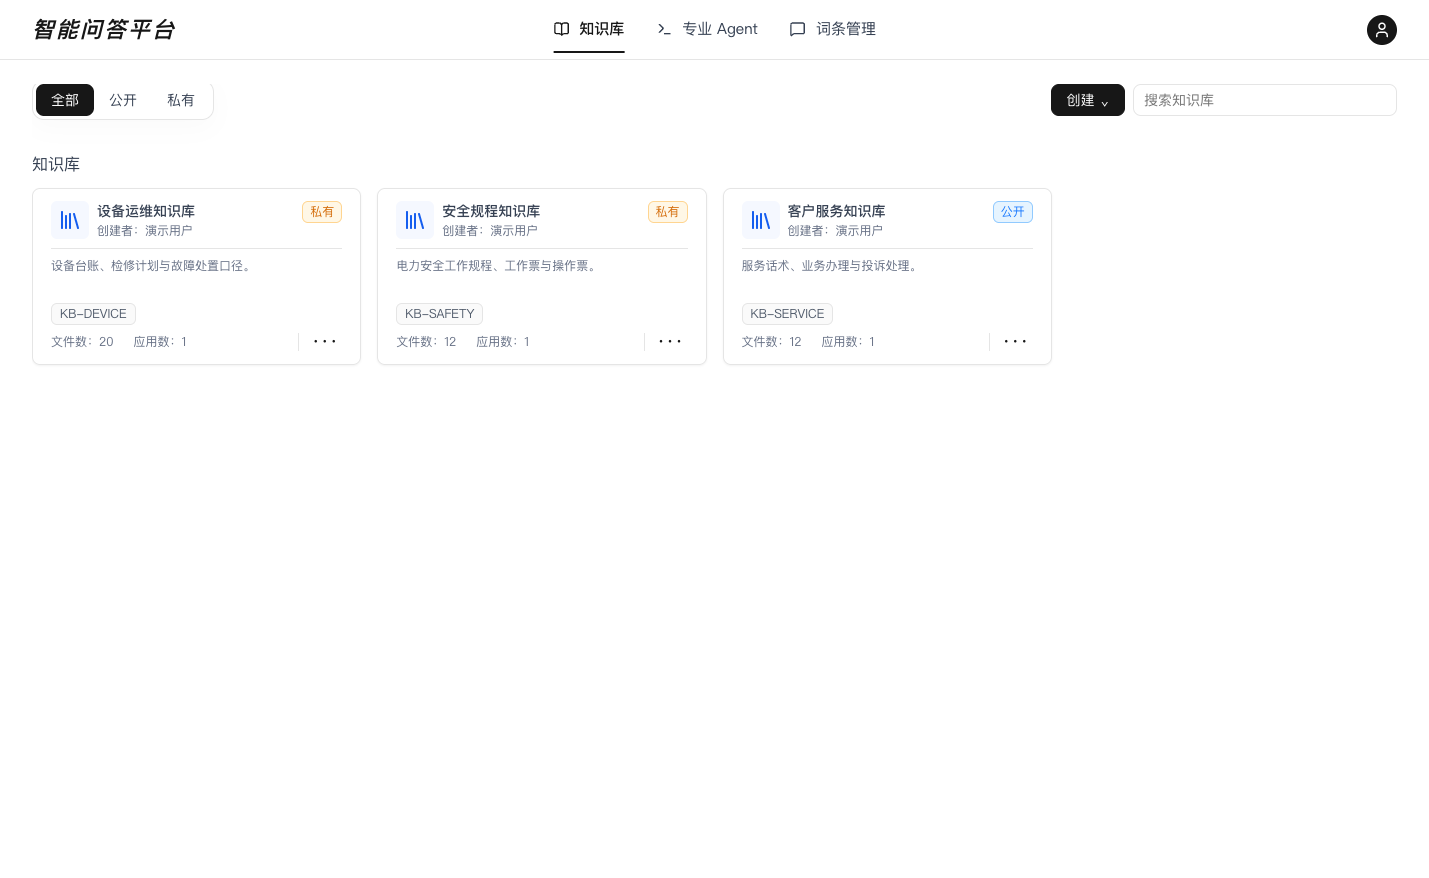 智能问答平台
知识库
专业 Agent
词条管理
全部
公开
私有
创建
搜索知识库
知识库
设备运维知识库
私有
创建者：演示用户
设备台账、检修计划与故障处置口径。
KB-DEVICE
文件数：20 应用数：1
安全规程知识库
私有
创建者：演示用户
电力安全工作规程、工作票与操作票。
KB-SAFETY
文件数：12 应用数：1
客户服务知识库
公开
创建者：演示用户
服务话术、业务办理与投诉处理。
KB-SERVICE
文件数：12 应用数：1